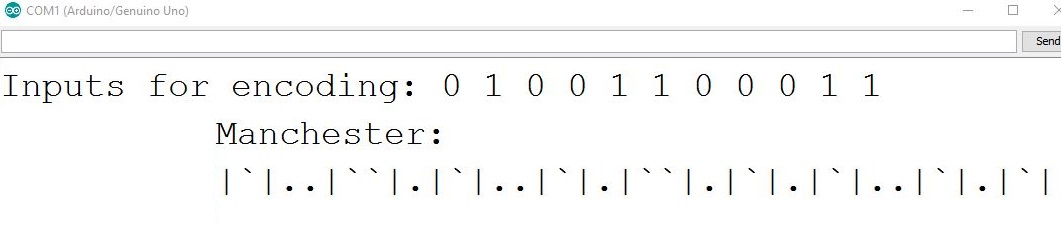 COM1 (Arduino/Genuino Uno)
Send
Inputs for encoding: 0 1 0 0 1 1 0 0 0 1 1
Manchester:
|`|..|``|.|`|..|`|.|``|.|`|.|`|..|`|.|`|